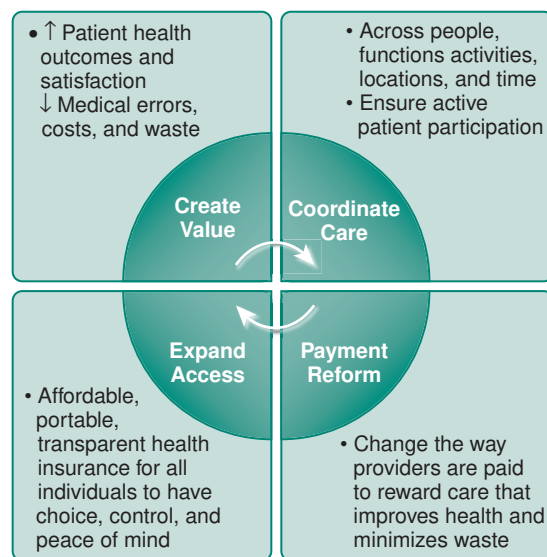 • ↑ Patient health
outcomes and
satisfaction
↓ Medical errors,
costs, and waste
• Across people,
functions activities,
locations, and time
• Ensure active
patient participation
Create
Value
Coordinate
Care
Expand
Access
Payment
Reform
• Affordable,
portable,
transparent health
insurance for all
individuals to have
choice, control, and
peace of mind
• Change the way
providers are paid
to reward care that
improves health and
minimizes waste